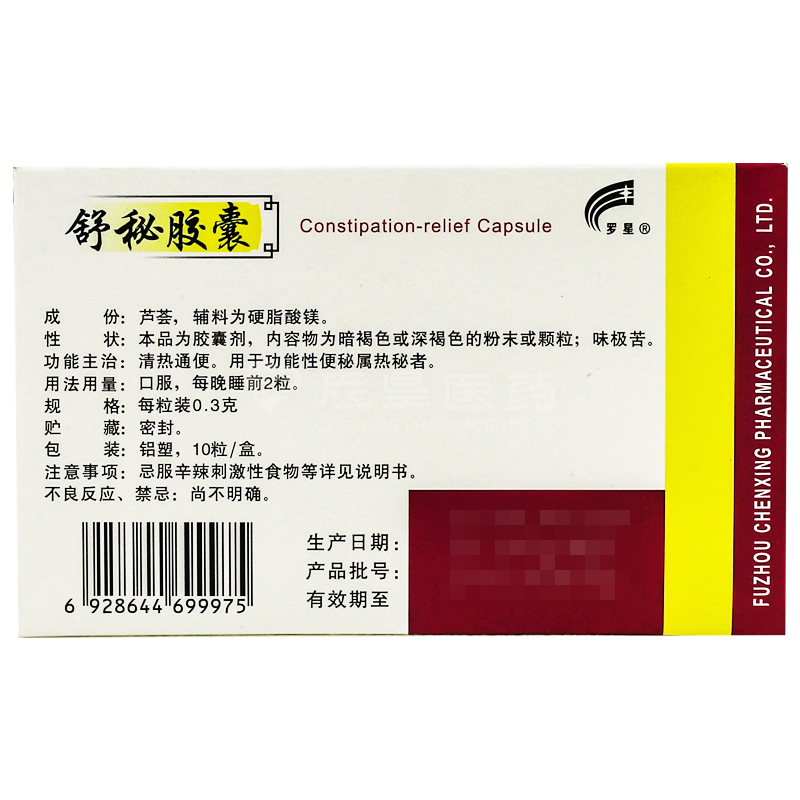 舒秘胶囊
Constipation-relief Capsule
罗星®
成 份：芦荟，辅料为硬脂酸镁。
性 状：本品为胶囊剂，内容物为暗褐色或深褐色的粉末或颗粒；味极苦。
功能主治：清热通便。用于功能性便秘属热秘者。
用法用量：口服，每晚睡前2粒。
规 格：每粒装0.3克
贮 藏：密封。
包 装：铝塑，10粒/盒。
注意事项：忌服辛辣刺激性食物等详见说明书。
不良反应、禁忌：尚不明确。
生产日期：
产品批号：
有效期至
6 928644 699975
FUZHOU CHENXING PHARMACEUTICAL CO., LTD.